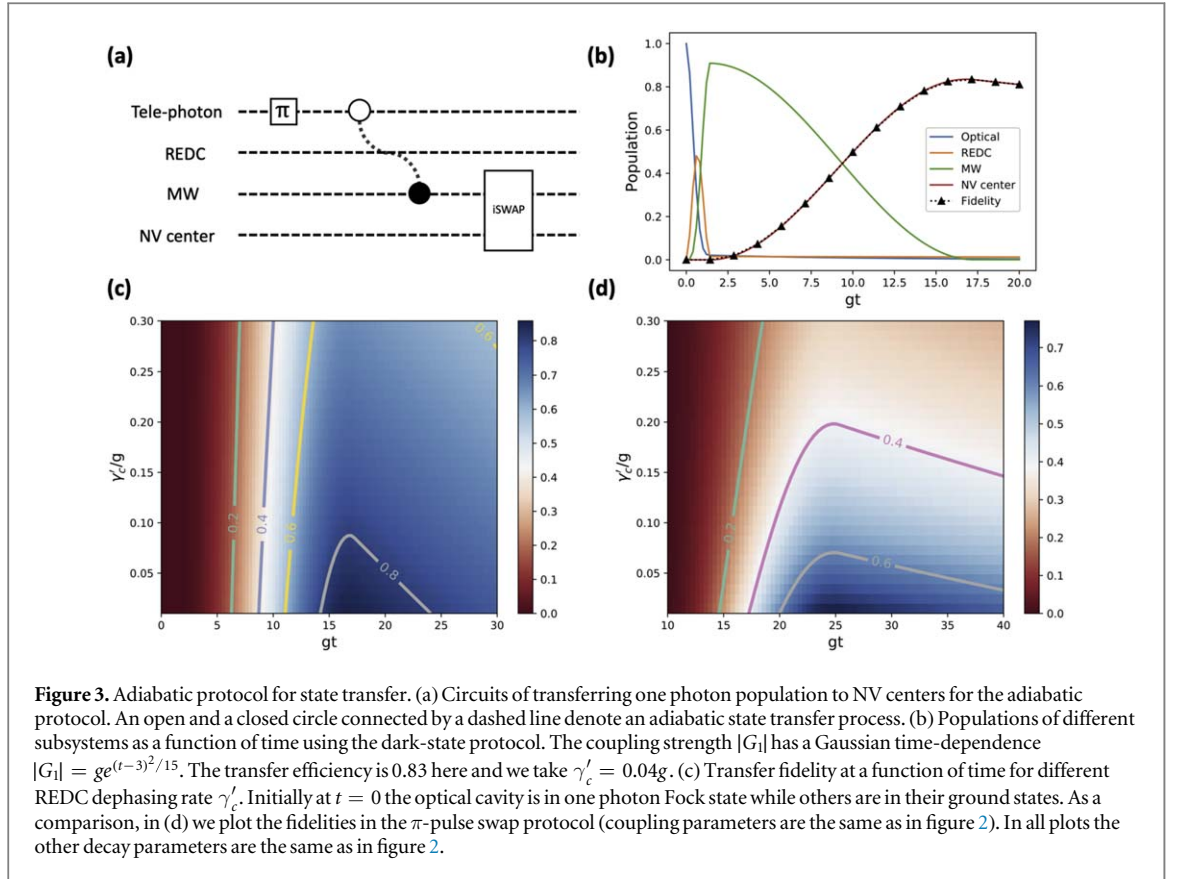 (a)
Tele-photon
π
REDC
MW
iSWAP
NV center
(b)
Population
1.0
0.8
0.6
0.4
0.2
0.0
Optical
REDC
MW
NV center
Fidelity
0.0 2.5 5.0 7.5 10.0 12.5 15.0 17.5 20.0
gt
(c)
γ′c/g
0.30
0.25
0.20
0.15
0.10
0.05
0.2
0.4
0.6
0.8
0.6
0 5 10 15 20 25 30
gt
0.8
0.7
0.6
0.5
0.4
0.3
0.2
0.1
0.0
(d)
γ′c/g
0.30
0.25
0.20
0.15
0.10
0.05
0.2
0.4
0.6
10 15 20 25 30 35 40
gt
0.7
0.6
0.5
0.4
0.3
0.2
0.1
0.0
Figure 3. Adiabatic protocol for state transfer. (a) Circuits of transferring one photon population to NV centers for the adiabatic
protocol. An open and a closed circle connected by a dashed line denote an adiabatic state transfer process. (b) Populations of different
subsystems as a function of time using the dark-state protocol. The coupling strength |G₁| has a Gaussian time-dependence
|G₁| = ge^{(t−3)²/15}. The transfer efficiency is 0.83 here and we take γ′c = 0.04g. (c) Transfer fidelity at a function of time for different
REDC dephasing rate γ′c. Initially at t = 0 the optical cavity is in one photon Fock state while others are in their ground states. As a
comparison, in (d) we plot the fidelities in the π-pulse swap protocol (coupling parameters are the same as in figure 2). In all plots the
other decay parameters are the same as in figure 2.